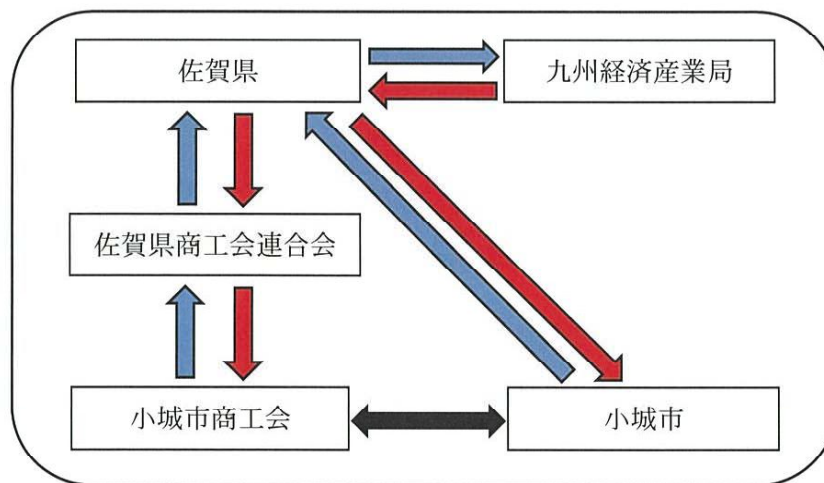 佐賀県
九州経済産業局
佐賀県商工会連合会
小城市商工会
小城市